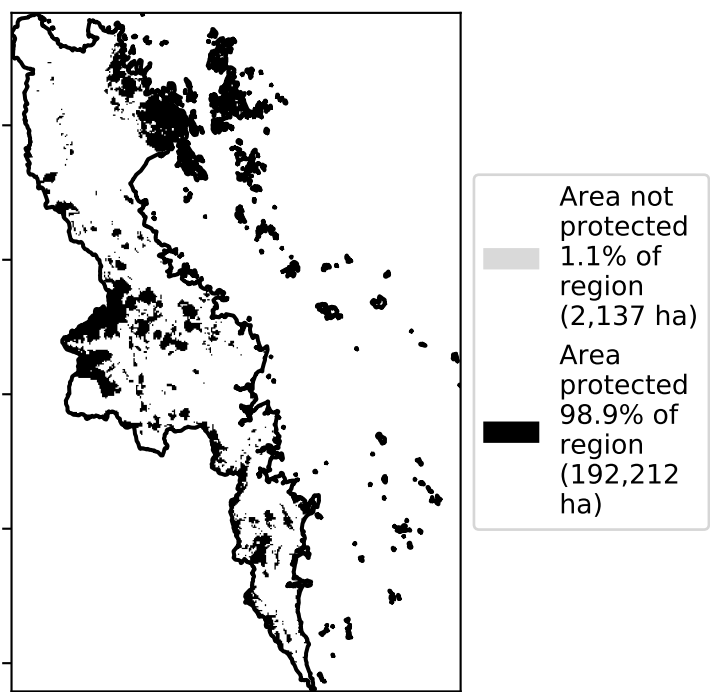 Area not
protected
1.1% of
region
(2,137 ha)
Area
protected
98.9% of
region
(192,212
ha)